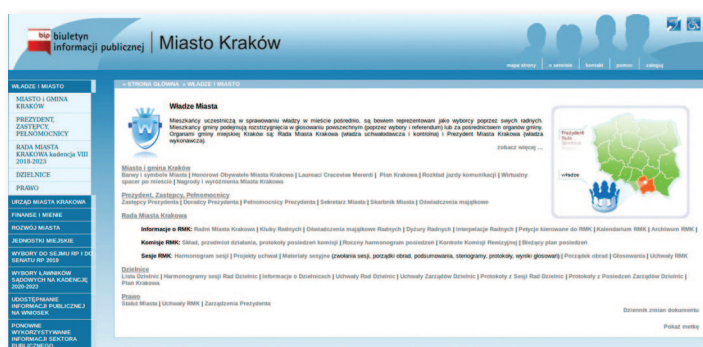 bip biuletyn
informacji publicznej | Miasto Kraków
mapa strony | o serwisie | kontakt | pomoc | zaloguj
WŁADZE I MIASTO
MIASTO i GMINA
KRAKÓW
PREZYDENT,
ZASTĘPCY,
PEŁNOMOCNICY
RADA MIASTA
KRAKOWA kadencja VIII
2018-2023
DZIELNICE
PRAWO
URZĄD MIASTA KRAKOWA
FINANSE I MIENIE
ROZWÓJ MIASTA
JEDNOSTKI MIEJSKIE
WYBORY DO SEJMU RP I DO
SENATU RP 2019
WYBORY ŁAWNIKÓW
SĄDOWYCH NA KADENCJĘ
2020-2023
UDOSTĘPNIANIE
INFORMACJI PUBLICZNEJ
NA WNIOSEK
PONOWNE
WYKORZYSTYWANIE
INFORMACJI SEKTORA
PUBLICZNEGO
» STRONA GŁÓWNA » WŁADZE I MIASTO
Władze Miasta
Mieszkańcy uczestniczą w sprawowaniu władzy w mieście pośrednio, są bowiem reprezentowani jako wyborcy poprzez swych radnych.
Mieszkańcy gminy podejmują rozstrzygnięcia w głosowaniu powszechnym (poprzez wybory i referendum) lub za pośrednictwem organów gminy.
Organami gminy miejskiej Kraków są: Rada Miasta Krakowa (władza uchwałodawcza i kontrolna) i Prezydent Miasta Krakowa (władza
wykonawcza).
zobacz więcej ...
Prezydent
Rada
władze
Miasto i gmina Kraków
Barwy i symbole Miasta | Honorowi Obywatele Miasta Krakowa | Laureaci Cracoviae Merenti | Plan Krakowa | Rozkład jazdy komunikacji | Wirtualny
spacer po mieście | Nagrody i wyróżnienia Miasta Krakowa
Prezydent, Zastępcy, Pełnomocnicy
Zastępcy Prezydenta | Doradcy Prezydenta | Pełnomocnicy Prezydenta | Sekretarz Miasta | Skarbnik Miasta | Oświadczenia majątkowe
Rada Miasta Krakowa
Informacje o RMK: Radni Miasta Krakowa | Kluby Radnych | Oświadczenia majątkowe Radnych | Dyżury Radnych | Interpelacje Radnych | Petycje kierowane do RMK | Kalendarium RMK | Archiwum RMK |
Komisje RMK: Skład, przedmiot działania, protokoły posiedzeń komisji | Roczny harmonogram posiedzeń | Kontrole Komisji Rewizyjnej | Bieżący plan posiedzeń
Sesje RMK: Harmonogram sesji | Projekty uchwał | Materiały sesyjne (zwołania sesji, porządki obrad, podsumowania, stenogramy, protokoły, wyniki głosowań) | Porządek obrad | Głosowania | Uchwały RMK
Dzielnice
Lista Dzielnic | Harmonogramy sesji Rad Dzielnic | Informacje o Dzielnicach | Uchwały Rad Dzielnic | Uchwały Zarządów Dzielnic | Protokoły z Sesji Rad Dzielnic | Protokoły z Posiedzeń Zarządów Dzielnic |
Plan Krakowa
Prawo
Statut Miasta | Uchwały RMK | Zarządzenia Prezydenta
Dziennik zmian dokumentu
Pokaż metkę